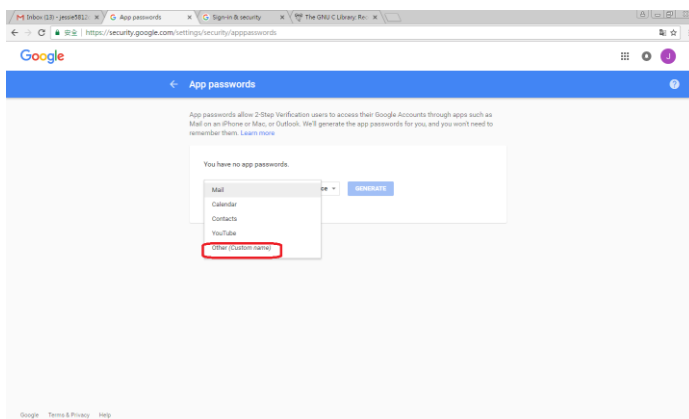 Inbox (13) - jessie5812
App passwords
Sign-in & security
The GNU C Library: Re
安全 | https://security.google.com/settings/security/apppasswords
Google
J
App passwords
App passwords allow 2-Step Verification users to access their Google Accounts through apps such as
Mail on an iPhone or Mac, or Outlook. We'll generate the app passwords for you, and you won't need to
remember them. Learn more
You have no app passwords.
Mail
ce
GENERATE
Calendar
Contacts
YouTube
Other (Custom name)
Google Terms & Privacy Help